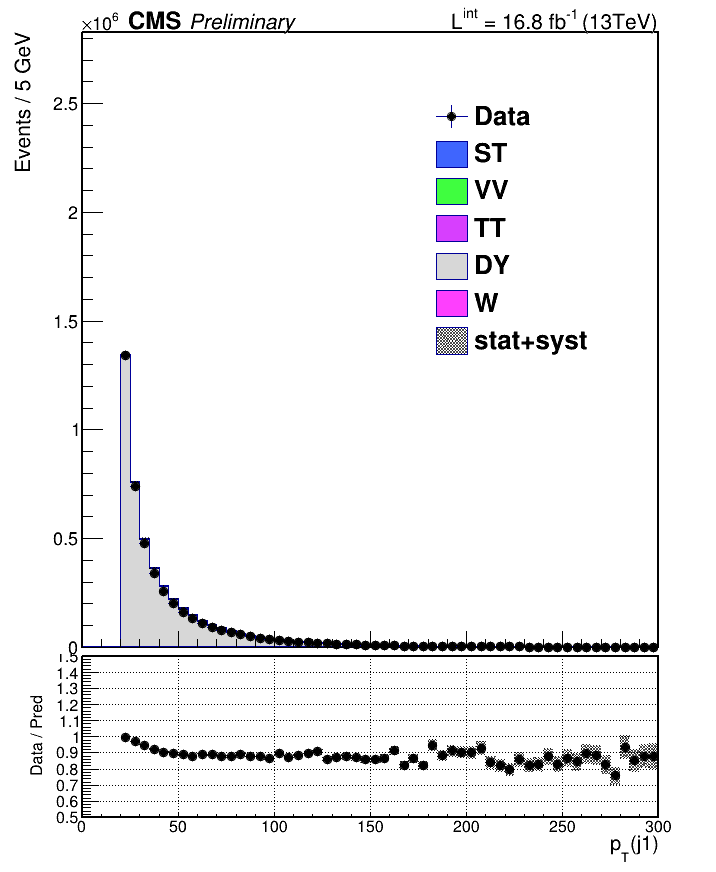 ×10⁶ CMS Preliminary L^int = 16.8 fb⁻¹ (13TeV)
Events / 5 GeV
2.5
2
1.5
1
0.5
0
Data
ST
VV
TT
DY
W
stat+syst
Data / Pred
1.5
1.4
1.3
1.2
1.1
1
0.9
0.8
0.7
0.6
0.5
0 50 100 150 200 250 300
p_T(j1)